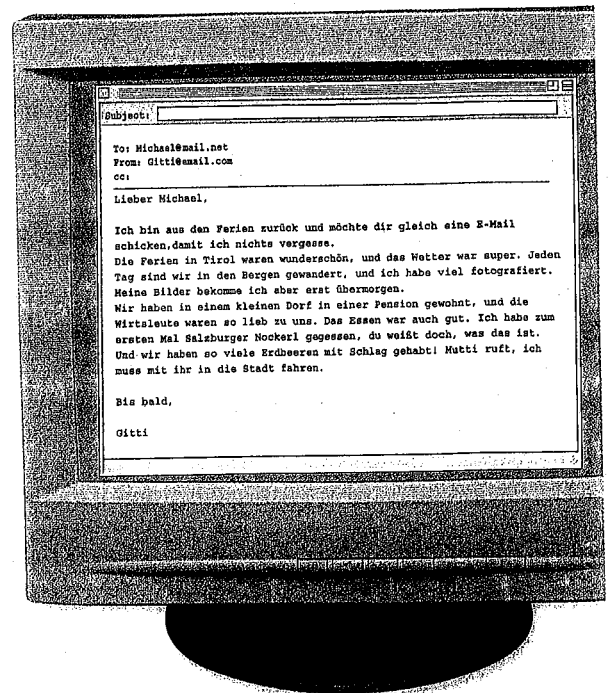 Subject:
To: Michael@mail.net
From: Gitti@email.com
cc:
Lieber Michael,
Ich bin aus den Ferien zurück und möchte dir gleich eine E-Mail
schicken,damit ich nichts vergesse.
Die Ferien in Tirol waren wunderschön, und das Wetter war super. Jeden
Tag sind wir in den Bergen gewandert, und ich habe viel fotografiert.
Meine Bilder bekomme ich aber erst übermorgen.
Wir haben in einem kleinen Dorf in einer Pension gewohnt, und die
Wirtsleute waren so lieb zu uns. Das Essen war auch gut. Ich habe zum
ersten Mal Salzburger Nockerl gegessen, du weißt doch, was das ist.
Und wir haben so viele Erdbeeren mit Schlag gehabt! Mutti ruft, ich
muss mit ihr in die Stadt fahren.
Bis bald,
Gitti